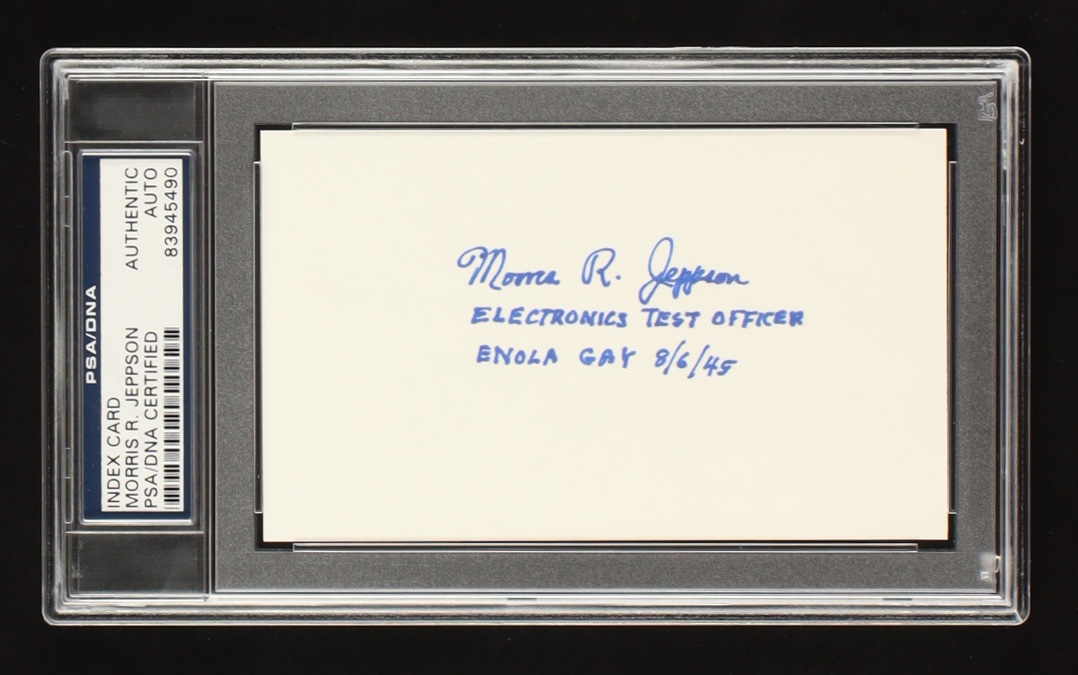 PSA/DNA
INDEX CARD AUTHENTIC
MORRIS R. JEPPSON AUTO
PSA/DNA CERTIFIED 83945490
Morris R. Jeppson
ELECTRONICS TEST OFFICER
ENOLA GAY 8/6/45